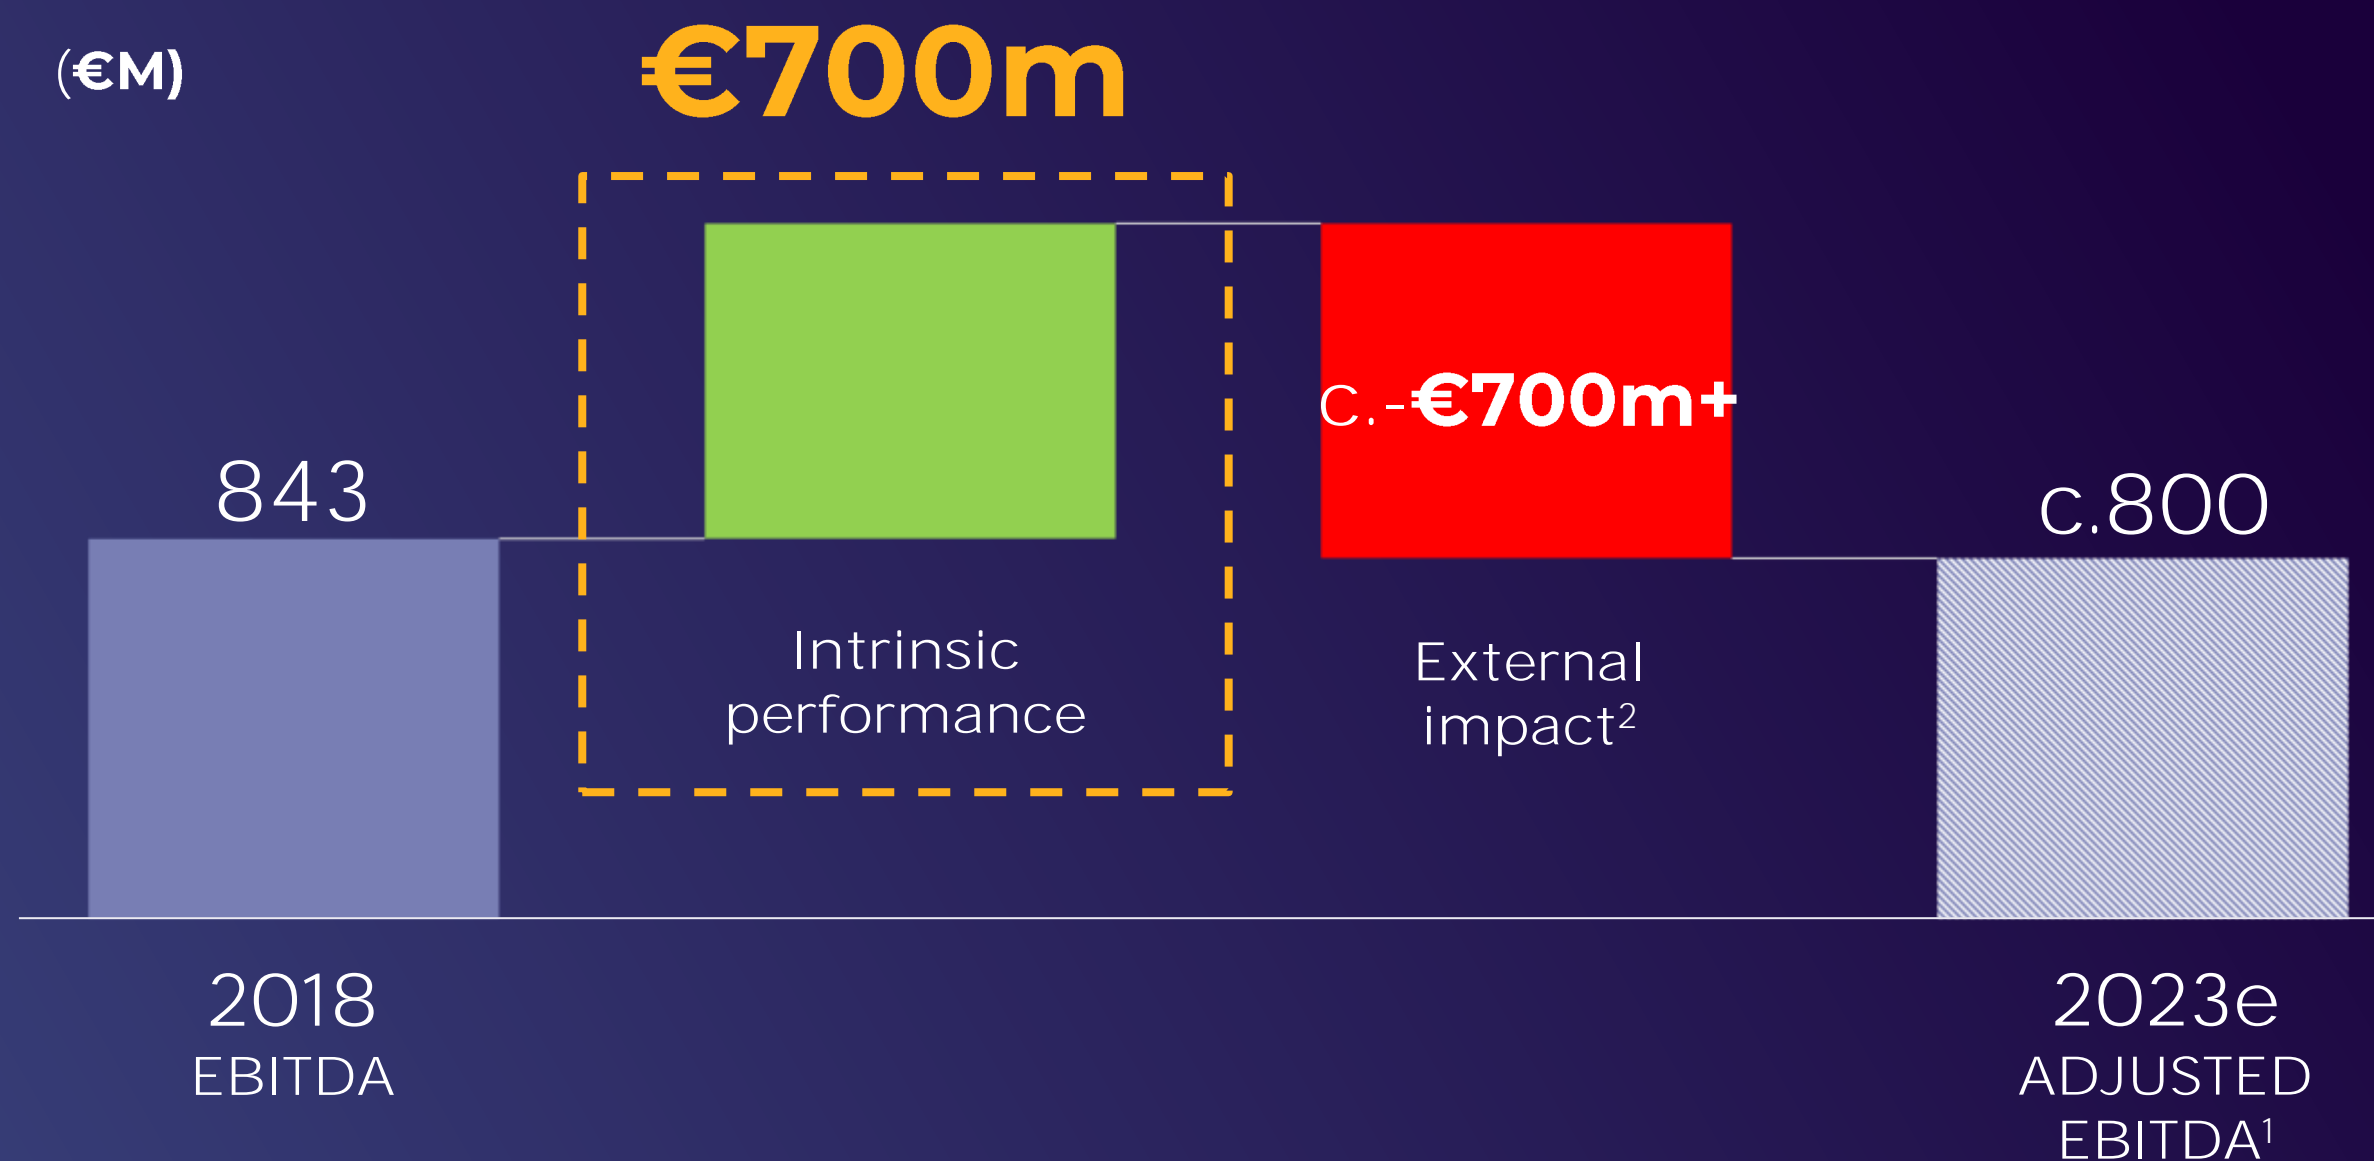 (€M)
€700m
c.-€700m+
843
c.800
Intrinsic
performance
External
impact²
2018
EBITDA
2023e
ADJUSTED
EBITDA¹